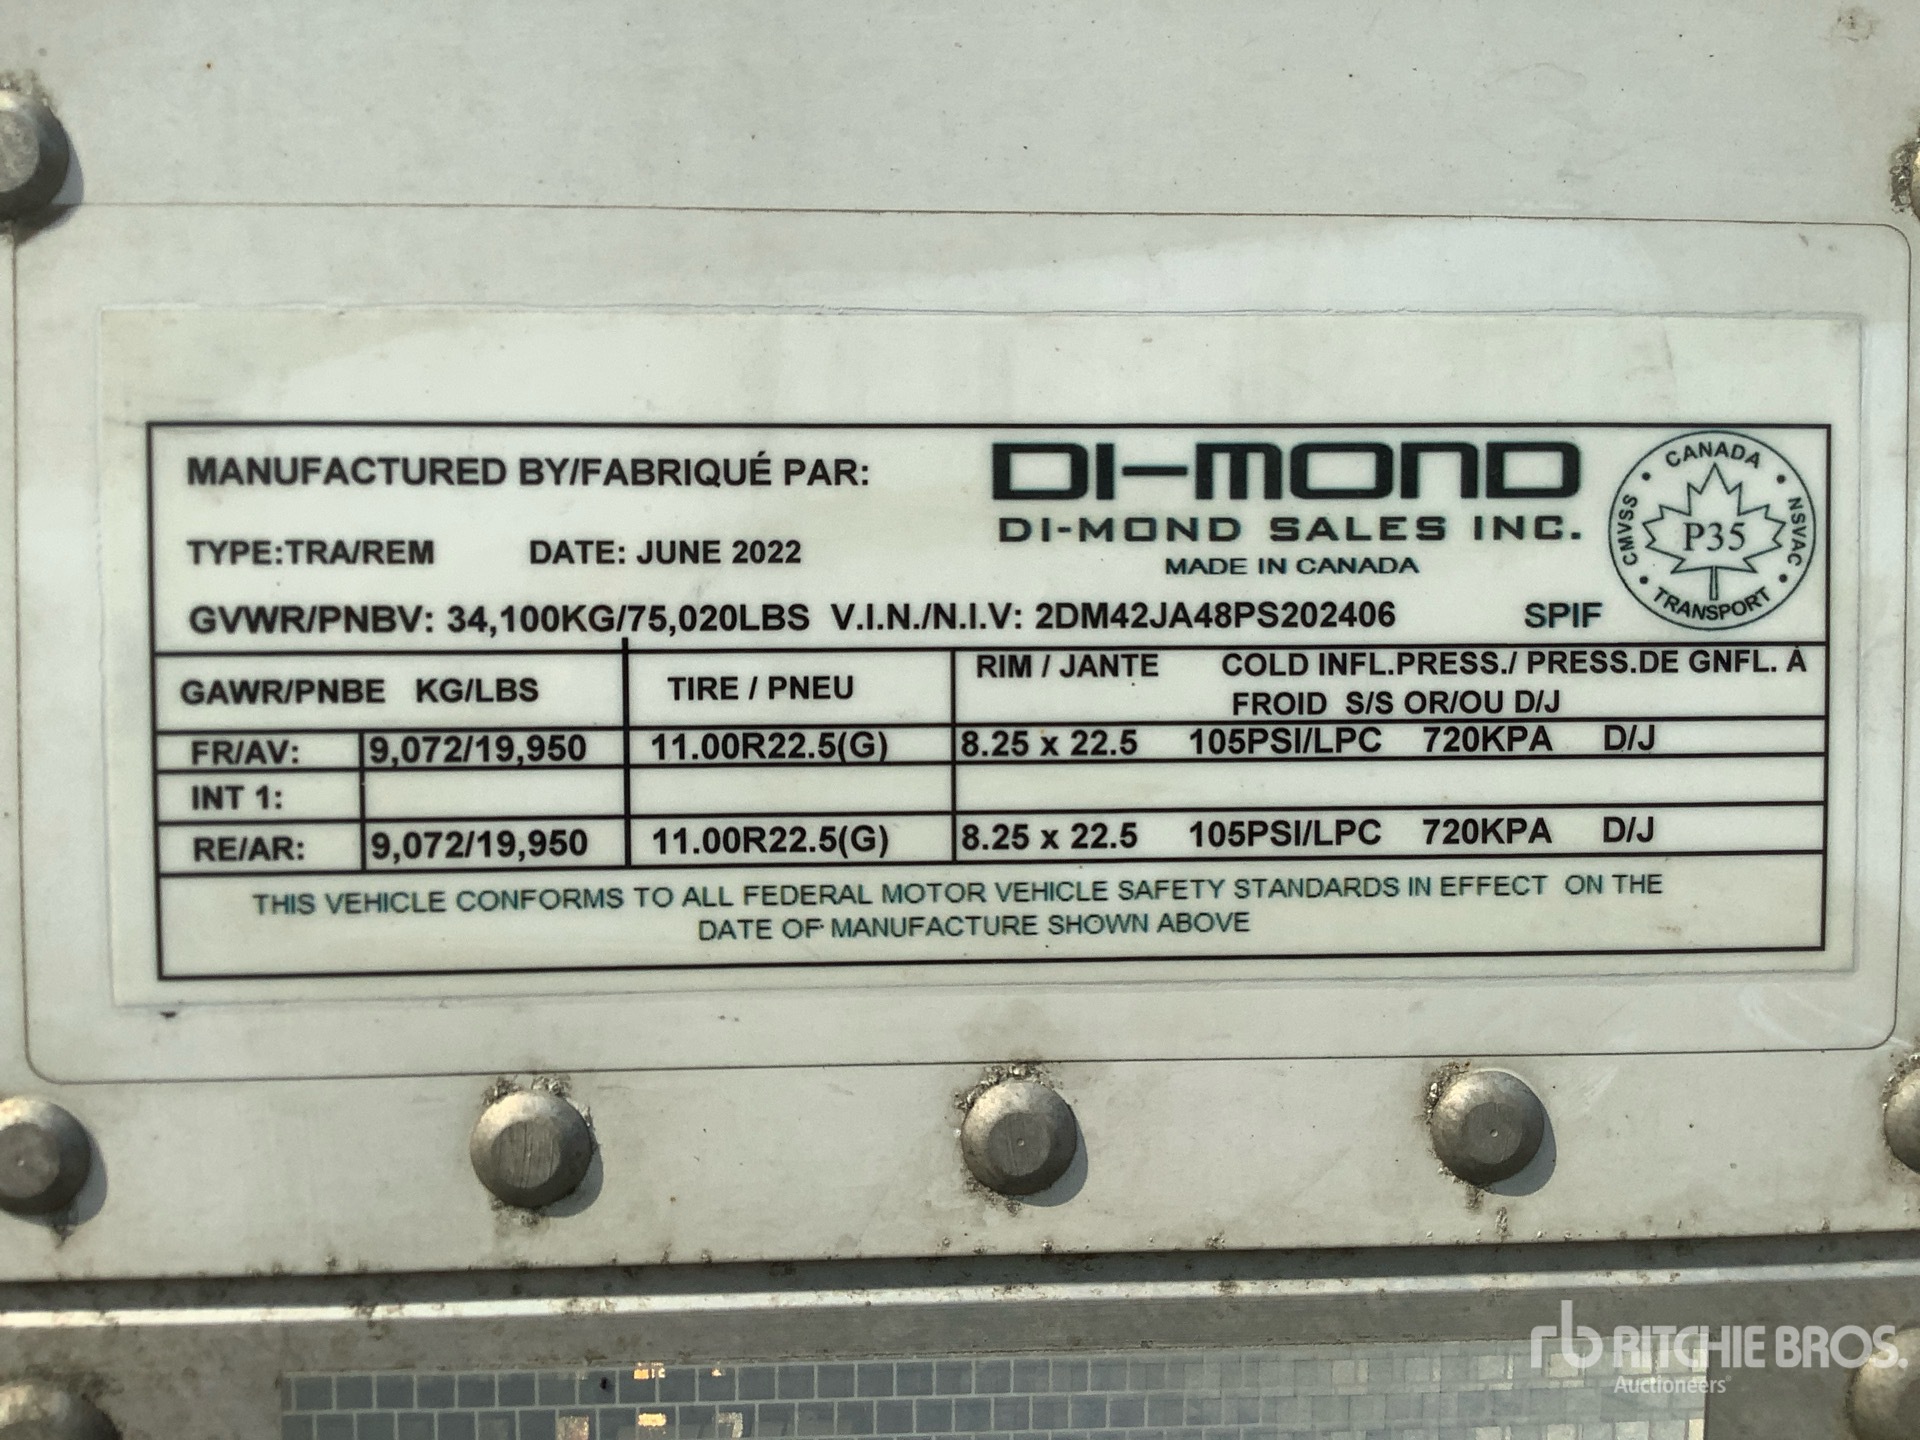 MANUFACTURED BY/FABRIQUÉ PAR:
DI-MOND
DI-MOND SALES INC.
MADE IN CANADA
CANADA
CMVSS
NSVAC
P35
TRANSPORT
TYPE:TRA/REM DATE: JUNE 2022
GVWR/PNBV: 34,100KG/75,020LBS V.I.N./N.I.V: 2DM42JA48PS202406 SPIF
GAWR/PNBE KG/LBS TIRE / PNEU RIM / JANTE COLD INFL.PRESS./ PRESS.DE GNFL. À
FROID S/S OR/OU D/J
FR/AV: 9,072/19,950 11.00R22.5(G) 8.25 x 22.5 105PSI/LPC 720KPA D/J
INT 1:
RE/AR: 9,072/19,950 11.00R22.5(G) 8.25 x 22.5 105PSI/LPC 720KPA D/J
THIS VEHICLE CONFORMS TO ALL FEDERAL MOTOR VEHICLE SAFETY STANDARDS IN EFFECT ON THE
DATE OF MANUFACTURE SHOWN ABOVE
rb RITCHIE BROS.
Auctioneers